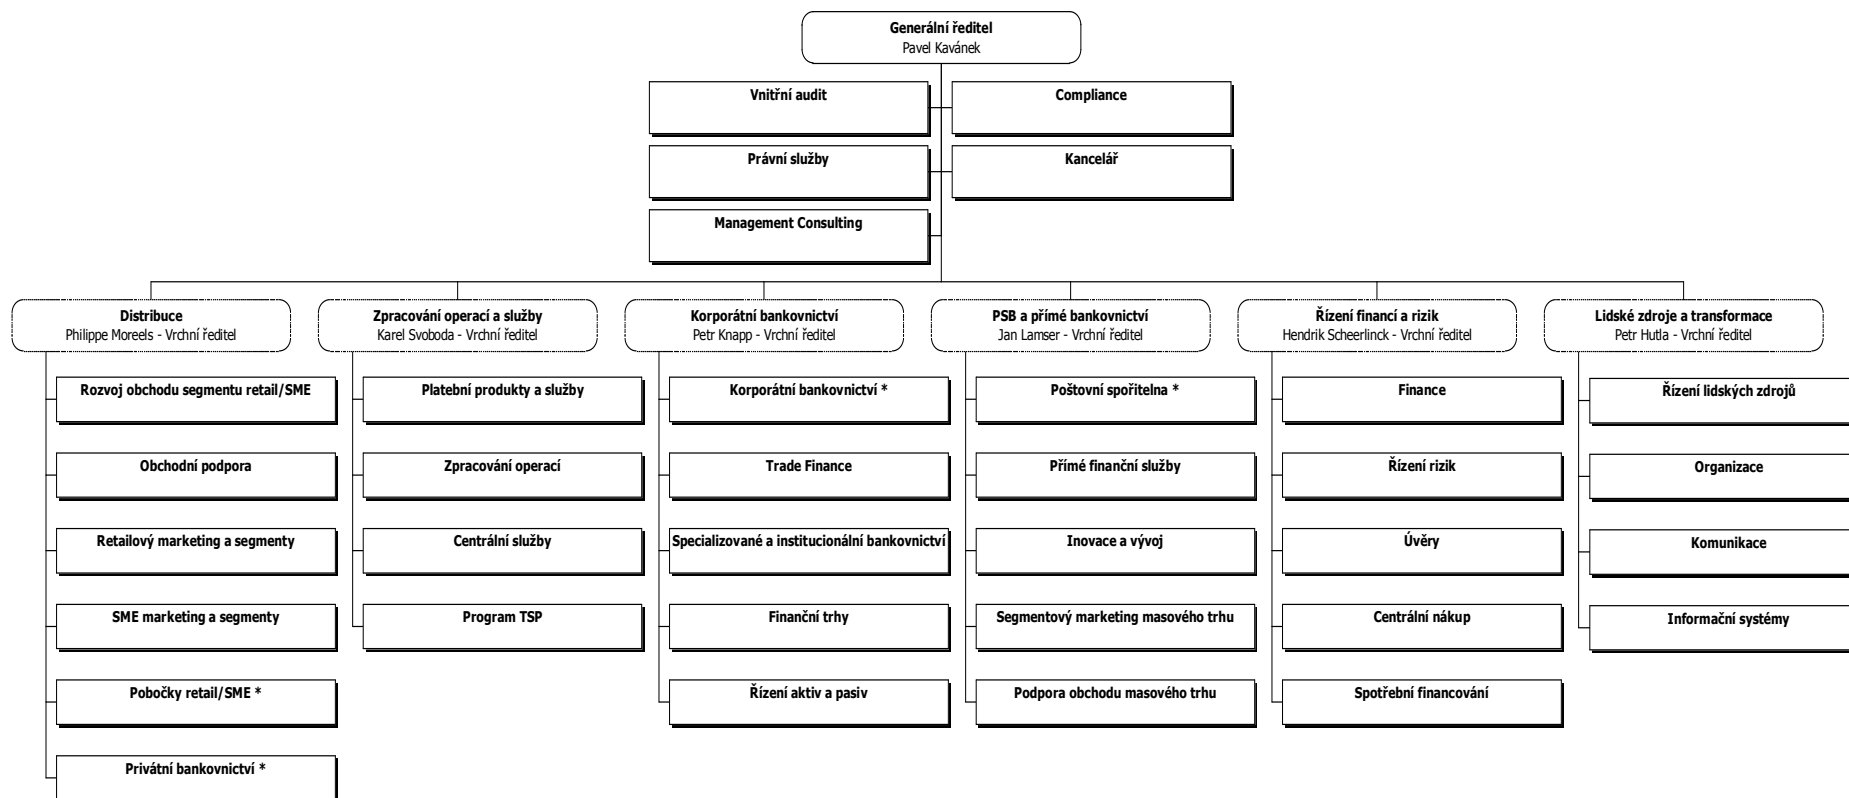 Generální ředitel
Pavel Kavánek
Vnitřní audit
Compliance
Právní služby
Kancelář
Management Consulting
Distribuce
Philippe Moreels - Vrchní ředitel
Rozvoj obchodu segmentu retail/SME
Obchodní podpora
Retailový marketing a segmenty
SME marketing a segmenty
Pobočky retail/SME *
Privátní bankovnictví *
Zpracování operací a služby
Karel Svoboda - Vrchní ředitel
Platební produkty a služby
Zpracování operací
Centrální služby
Program TSP
Korporátní bankovnictví
Petr Knapp - Vrchní ředitel
Korporátní bankovnictví *
Trade Finance
Specializované a institucionální bankovnictví
Finanční trhy
Řízení aktiv a pasiv
PSB a přímé bankovnictví
Jan Lamser - Vrchní ředitel
Poštovní spořitelna *
Přímé finanční služby
Inovace a vývoj
Segmentový marketing masového trhu
Podpora obchodu masového trhu
Řízení financí a rizik
Hendrik Scheerlinck - Vrchní ředitel
Finance
Řízení rizik
Úvěry
Centrální nákup
Spotřební financování
Lidské zdroje a transformace
Petr Hutla - Vrchní ředitel
Řízení lidských zdrojů
Organizace
Komunikace
Informační systémy